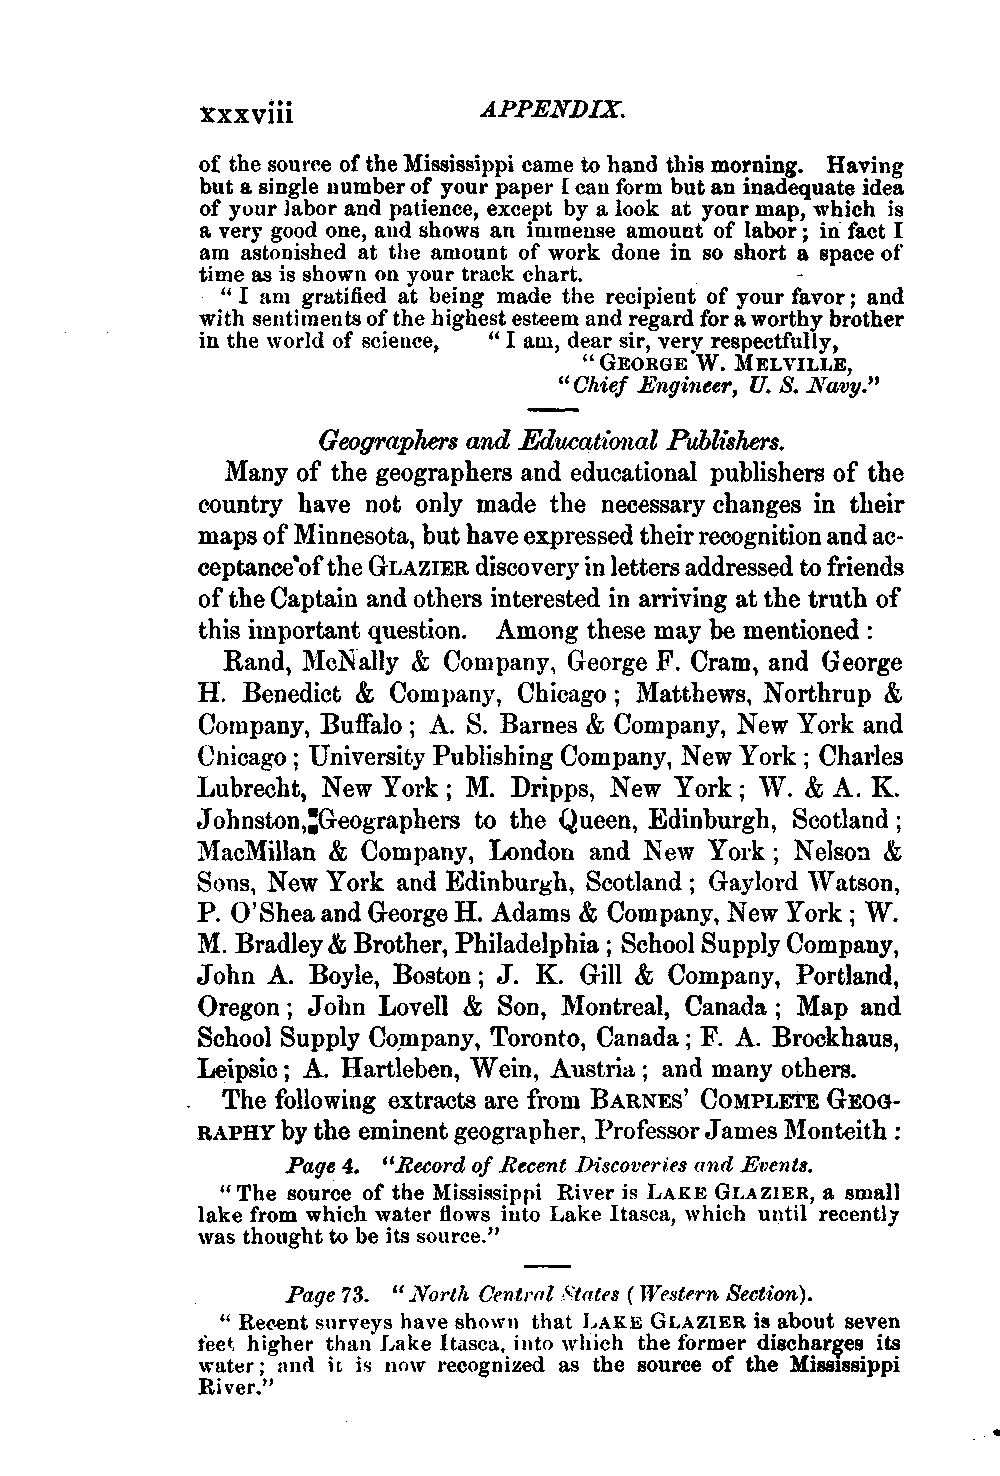 xxxviii APPENDIX.
of the source of the Mississippi came to hand this morning. Having
but a single number of your paper I can form but an inadequate idea
of your labor and patience, except by a look at your map, which is
a very good one, and shows an immense amount of labor; in fact I
am astonished at the amount of work done in so short a space of
time as is shown on your track chart.
"I am gratified at being made the recipient of your favor; and
with sentiments of the highest esteem and regard for a worthy brother
in the world of science, "I am, dear sir, very respectfully,
"GEORGE W. MELVILLE,
"Chief Engineer, U. S. Navy."
Geographers and Educational Publishers.
Many of the geographers and educational publishers of the
country have not only made the necessary changes in their
maps of Minnesota, but have expressed their recognition and ac-
ceptance of the GLAZIER discovery in letters addressed to friends
of the Captain and others interested in arriving at the truth of
this important question. Among these may be mentioned:
Rand, McNally & Company, George F. Cram, and George
H. Benedict & Company, Chicago; Matthews, Northrup &
Company, Buffalo; A. S. Barnes & Company, New York and
Chicago; University Publishing Company, New York; Charles
Lubrecht, New York; M. Dripps, New York; W. & A. K.
Johnston, Geographers to the Queen, Edinburgh, Scotland;
MacMillan & Company, London and New York; Nelson &
Sons, New York and Edinburgh, Scotland; Gaylord Watson,
P. O'Shea and George H. Adams & Company, New York; W.
M. Bradley & Brother, Philadelphia; School Supply Company,
John A. Boyle, Boston; J. K. Gill & Company, Portland,
Oregon; John Lovell & Son, Montreal, Canada; Map and
School Supply Company, Toronto, Canada; F. A. Brockhaus,
Leipsic; A. Hartleben, Wein, Austria; and many others.
The following extracts are from BARNES' COMPLETE GEOG-
RAPHY by the eminent geographer, Professor James Monteith:
Page 4. "Record of Recent Discoveries and Events.
"The source of the Mississippi River is LAKE GLAZIER, a small
lake from which water flows into Lake Itasca, which until recently
was thought to be its source."
Page 73. "North Central States (Western Section).
"Recent surveys have shown that LAKE GLAZIER is about seven
feet higher than Lake Itasca, into which the former discharges its
water; and it is now recognized as the source of the Mississippi
River."